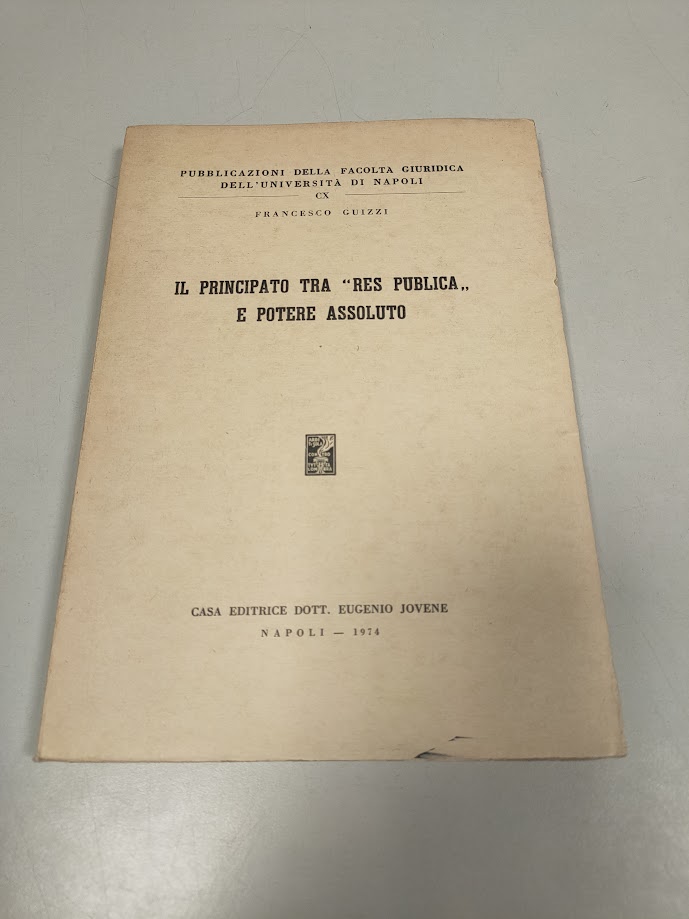 PUBBLICAZIONI DELLA FACOLTÀ GIURIDICA
DELL'UNIVERSITÀ DI NAPOLI
CX
FRANCESCO GUIZZI
IL PRINCIPATO TRA "RES PUBLICA„
E POTERE ASSOLUTO
CASA EDITRICE DOTT. EUGENIO JOVENE
NAPOLI — 1974